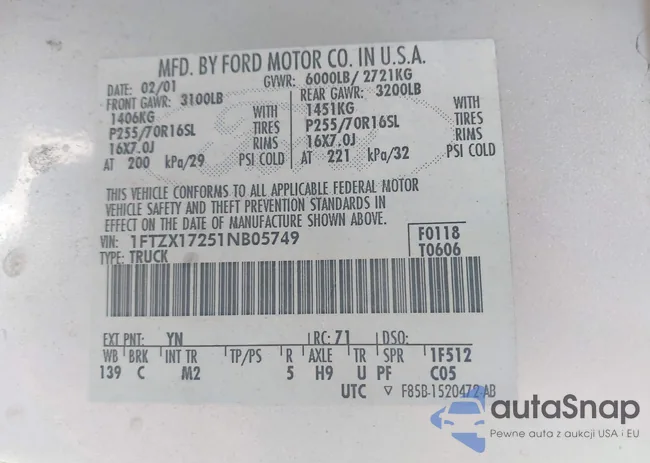 MFD. BY FORD MOTOR CO. IN U.S.A.
DATE: 02/01 GVWR: 6000LB/ 2721KG
FRONT GAWR: 3100LB REAR GAWR: 3200LB
1406KG WITH 1451KG WITH
P255/70R16SL TIRES P255/70R16SL TIRES
16X7.0J RIMS 16X7.0J RIMS
AT 200 kPa/29 PSI COLD AT 221 kPa/32 PSI COLD
THIS VEHICLE CONFORMS TO ALL APPLICABLE FEDERAL MOTOR
VEHICLE SAFETY AND THEFT PREVENTION STANDARDS IN
EFFECT ON THE DATE OF MANUFACTURE SHOWN ABOVE.
VIN: 1FTZX17251NB05749 F0118
TYPE: TRUCK T0606
EXT PNT: YN RC: 71 DSO:
WB BRK INT TR TP/PS R AXLE TR SPR 1F512
139 C M2 5 H9 U PF C05
UTC ▽ F85B-1520472-AB
autaSnap
Pewne auta z aukcji USA i EU